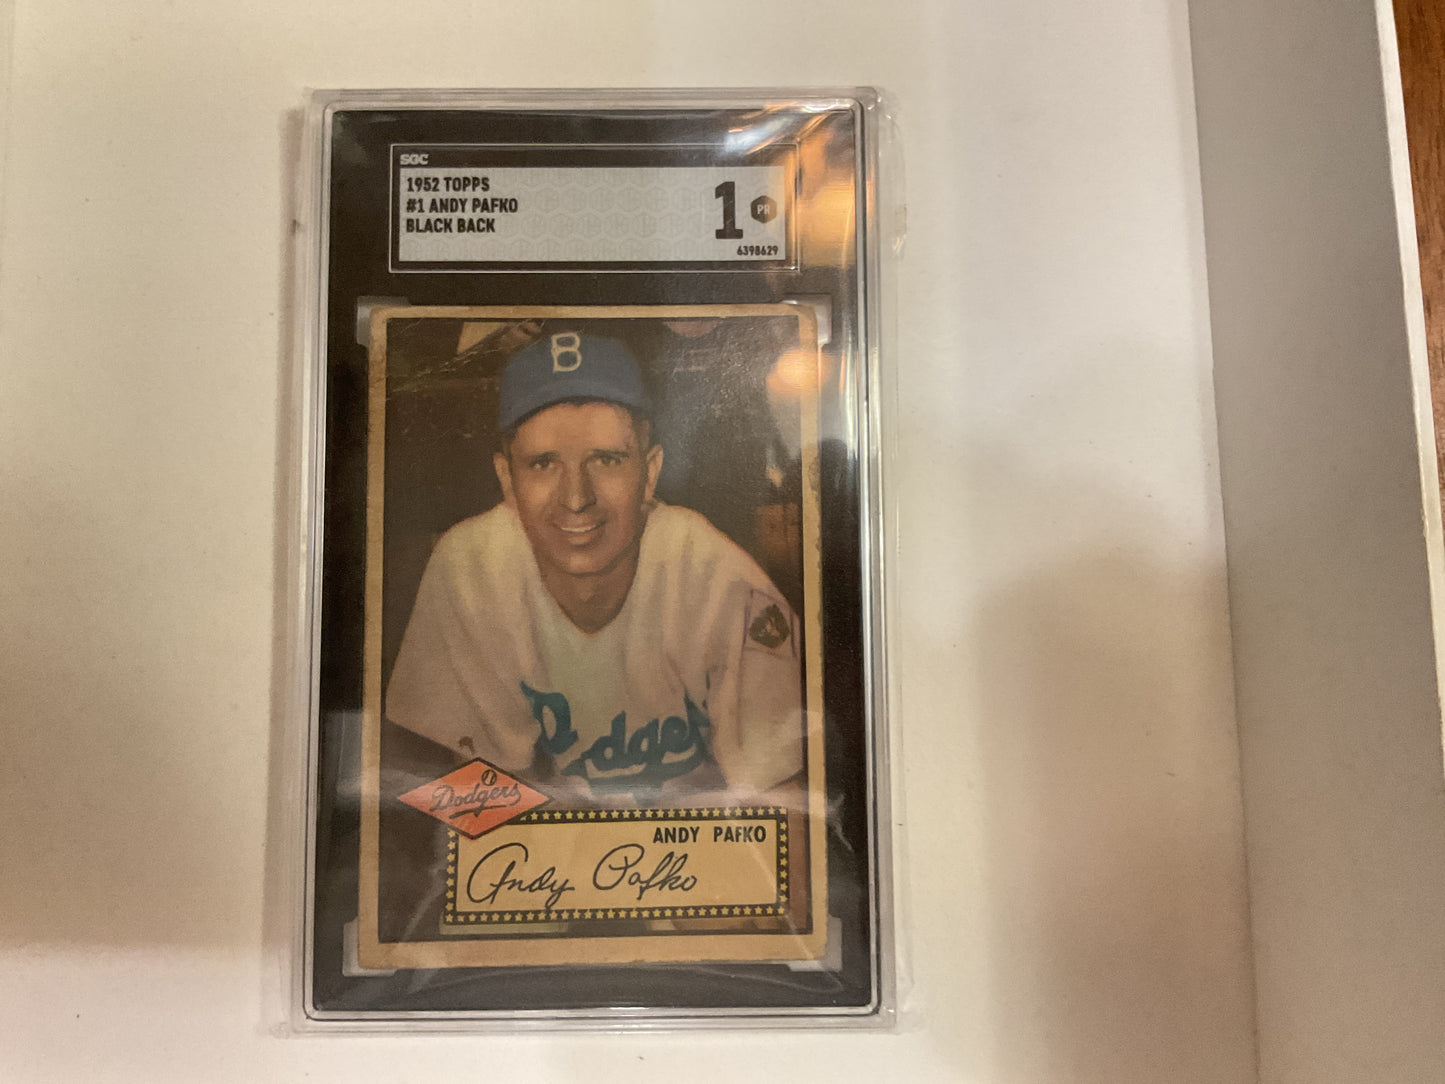 SGC
1952 TOPPS
#1 ANDY PAFKO
BLACK BACK
1 PR
6398629
B
Dodgers
Dodgers
ANDY PAFKO
Andy Pafko